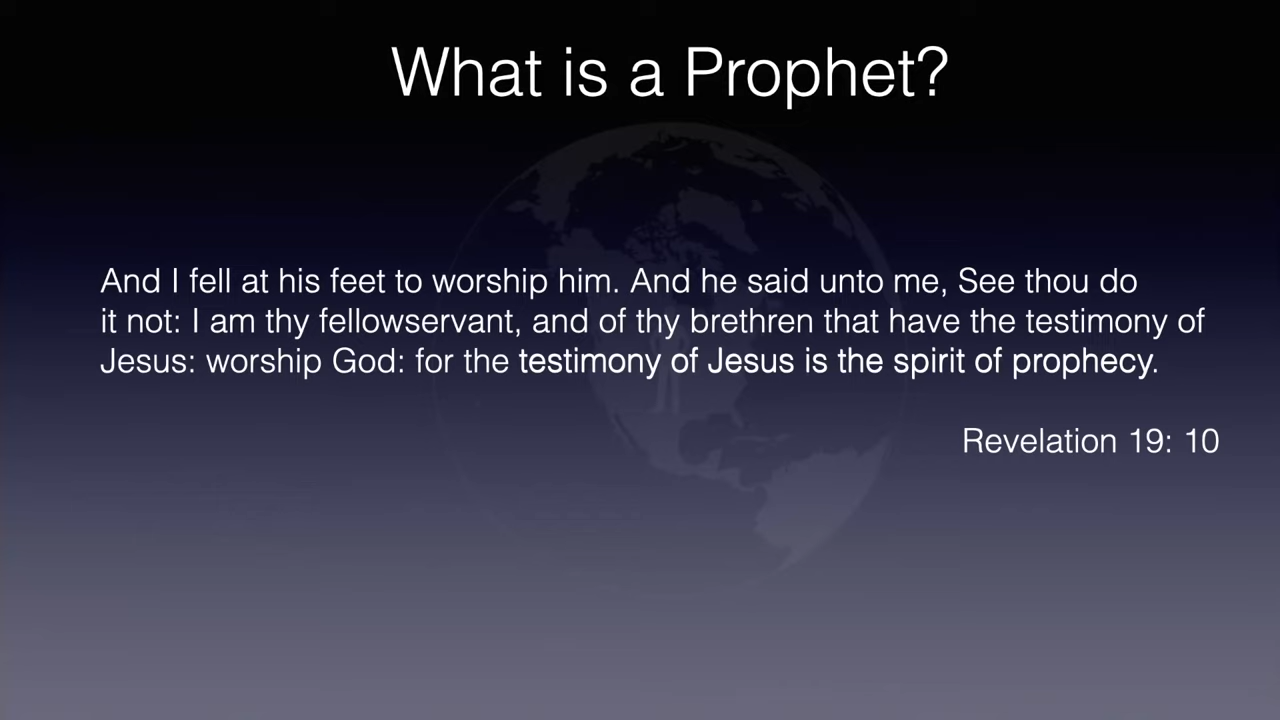 What is a Prophet?
And I fell at his feet to worship him. And he said unto me, See thou do
it not: I am thy fellowservant, and of thy brethren that have the testimony of
Jesus: worship God: for the testimony of Jesus is the spirit of prophecy.
Revelation 19: 10